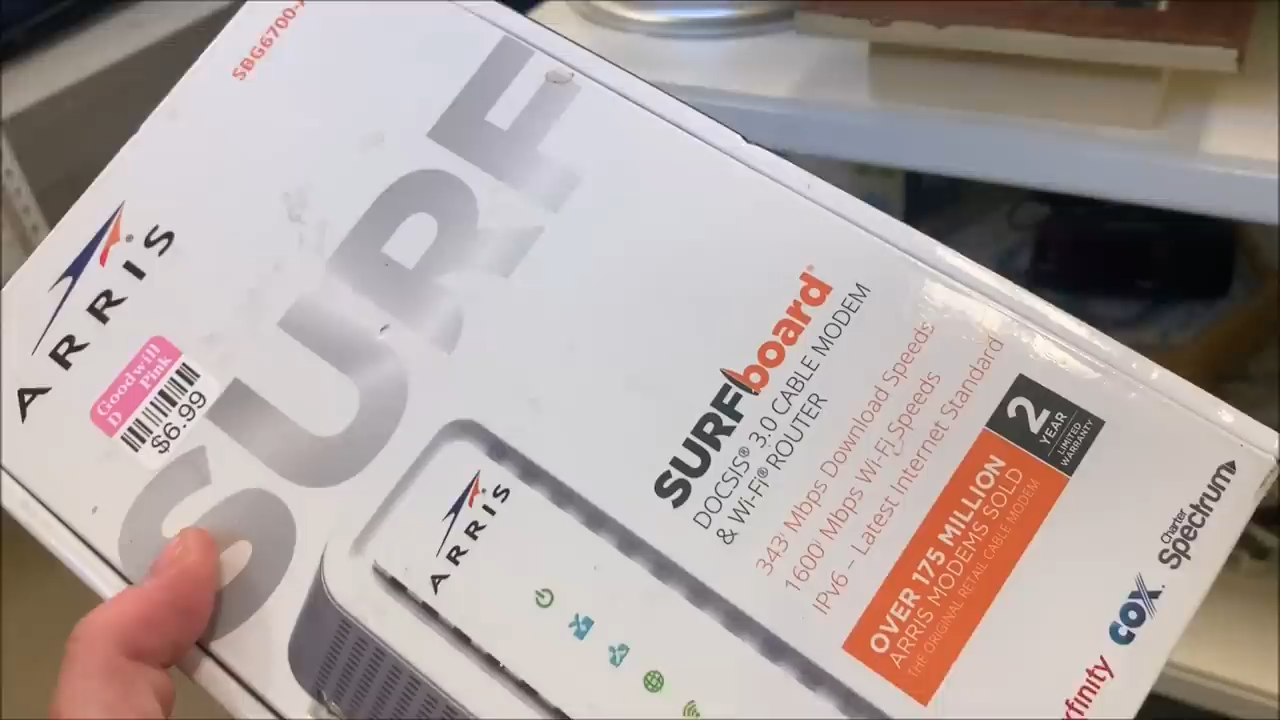 SBG6700-
SURF
ARRIS
Goodwill
D Pink
$6.99
SURFboard®
DOCSIS® 3.0 CABLE MODEM
& Wi-Fi® ROUTER
343 Mbps Download Speeds
1600 Mbps Wi-Fi Speeds
IPv6 – Latest Internet Standard
2
YEAR
LIMITED
WARRANTY
OVER 175 MILLION
ARRIS MODEMS SOLD
THE ORIGINAL RETAIL CABLE MODEM
ARRIS
finity
COX
Charter
Spectrum